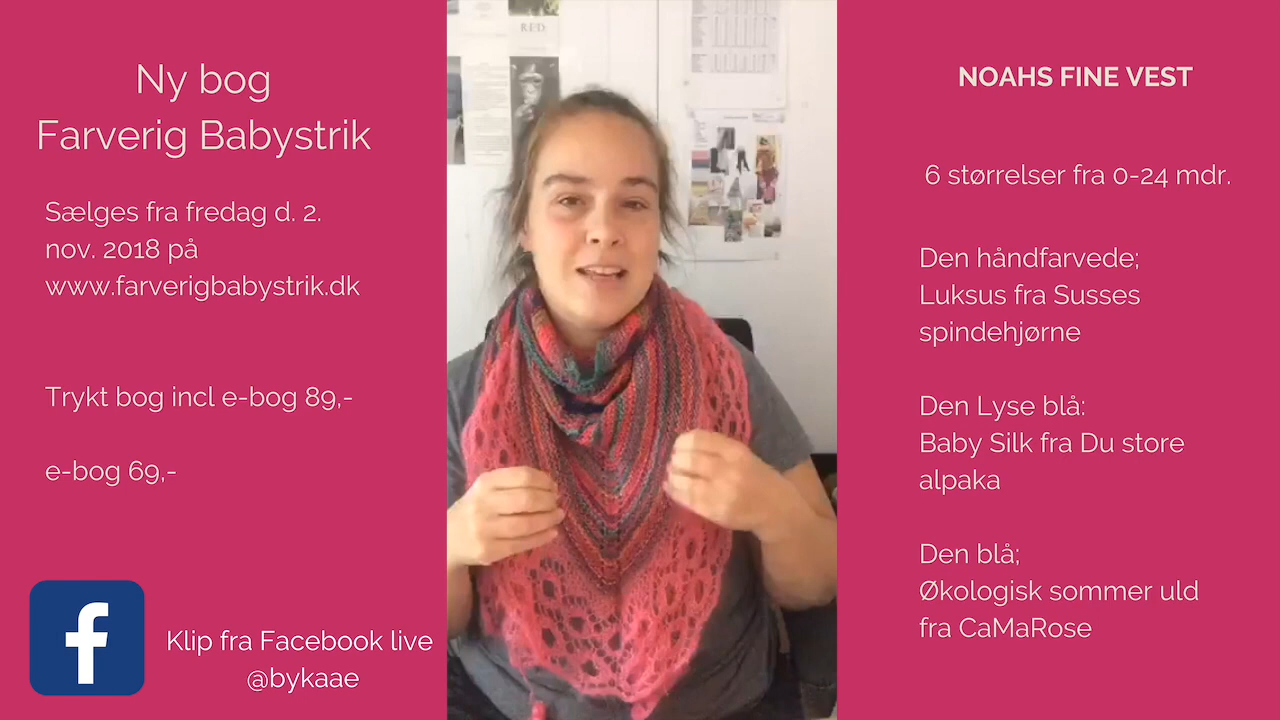 Ny bog
Farverig Babystrik
Sælges fra fredag d. 2.
nov. 2018 på
www.farverigbabystrik.dk
Trykt bog incl e-bog 89,-
e-bog 69,-
f
Klip fra Facebook live
@bykaae
RED
NOAHS FINE VEST
6 størrelser fra 0-24 mdr.
Den håndfarvede;
Luksus fra Susses
spindehjørne
Den Lyse blå:
Baby Silk fra Du store
alpaka
Den blå;
Økologisk sommer uld
fra CaMaRose